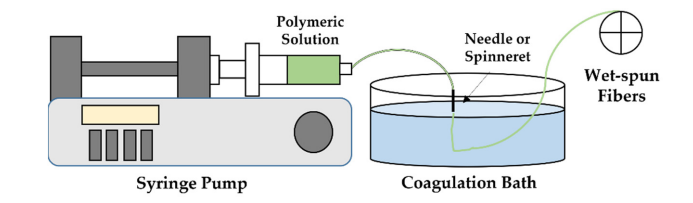 Polymeric
Solution
Needle or
Spinneret
Wet-spun
Fibers
Syringe Pump
Coagulation Bath